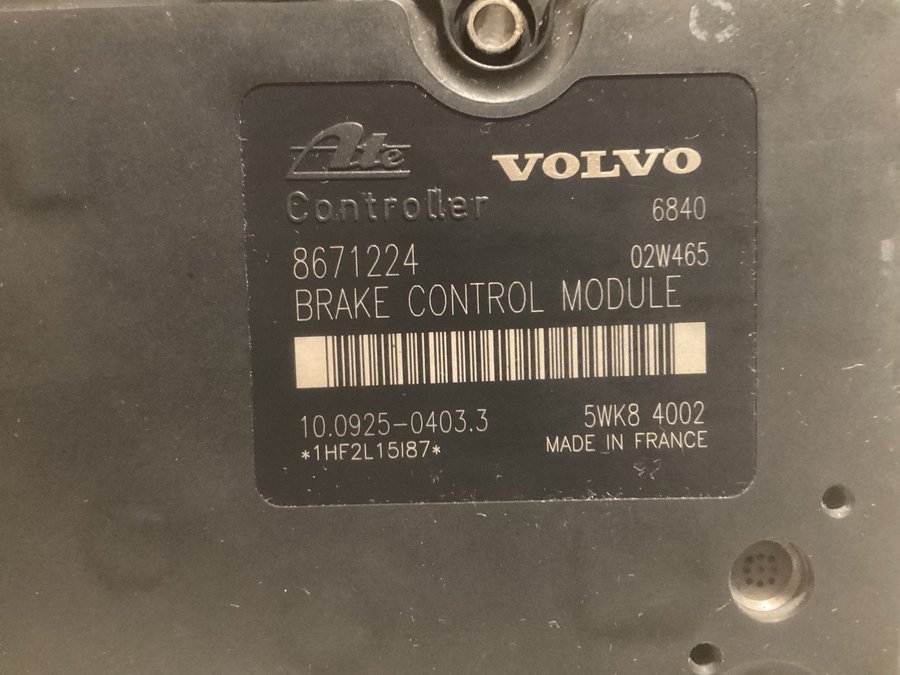 Ate
VOLVO
Controller
6840
8671224
02W465
BRAKE CONTROL MODULE
10.0925-0403.3
5WK8 4002
*1HF2L15I87*
MADE IN FRANCE